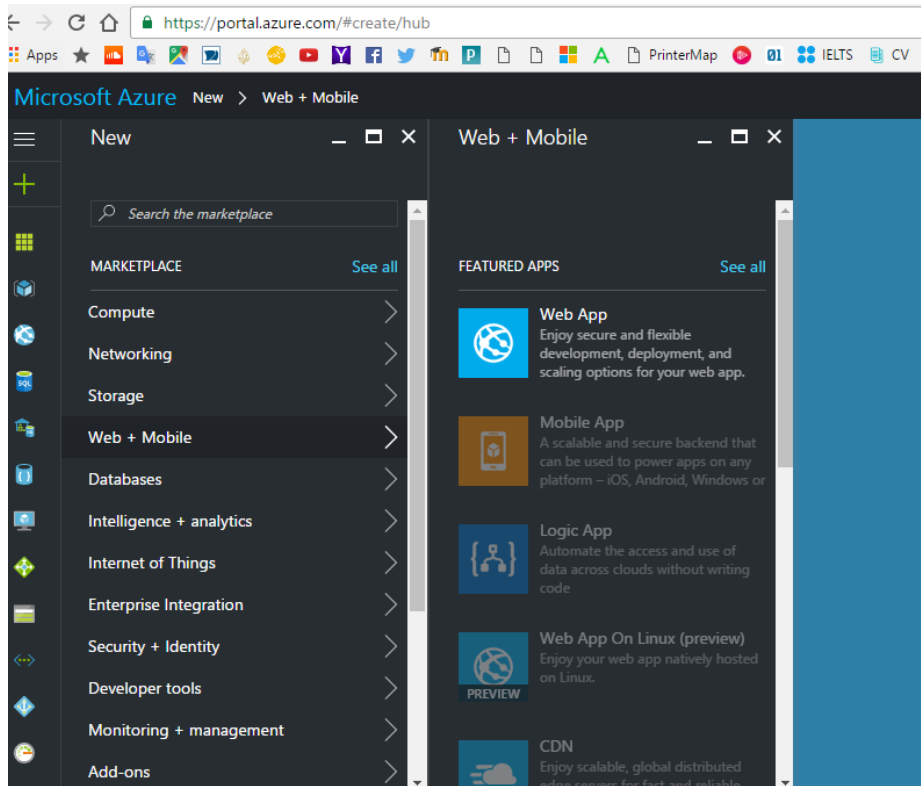 https://portal.azure.com/#create/hub
Apps
PrinterMap
01
IELTS
CV
Microsoft Azure New > Web + Mobile
New
Search the marketplace
MARKETPLACE See all
Compute
Networking
Storage
Web + Mobile
Databases
Intelligence + analytics
Internet of Things
Enterprise Integration
Security + Identity
Developer tools
Monitoring + management
Add-ons
Web + Mobile
FEATURED APPS See all
Web App
Enjoy secure and flexible
development, deployment, and
scaling options for your web app.
Mobile App
A scalable and secure backend that
can be used to power apps on any
platform – iOS, Android, Windows or
Logic App
Automate the access and use of
data across clouds without writing
code
Web App On Linux (preview)
Enjoy your web app natively hosted
on Linux.
PREVIEW
CDN
Enjoy scalable, global distributed
edge servers for fast and reliable